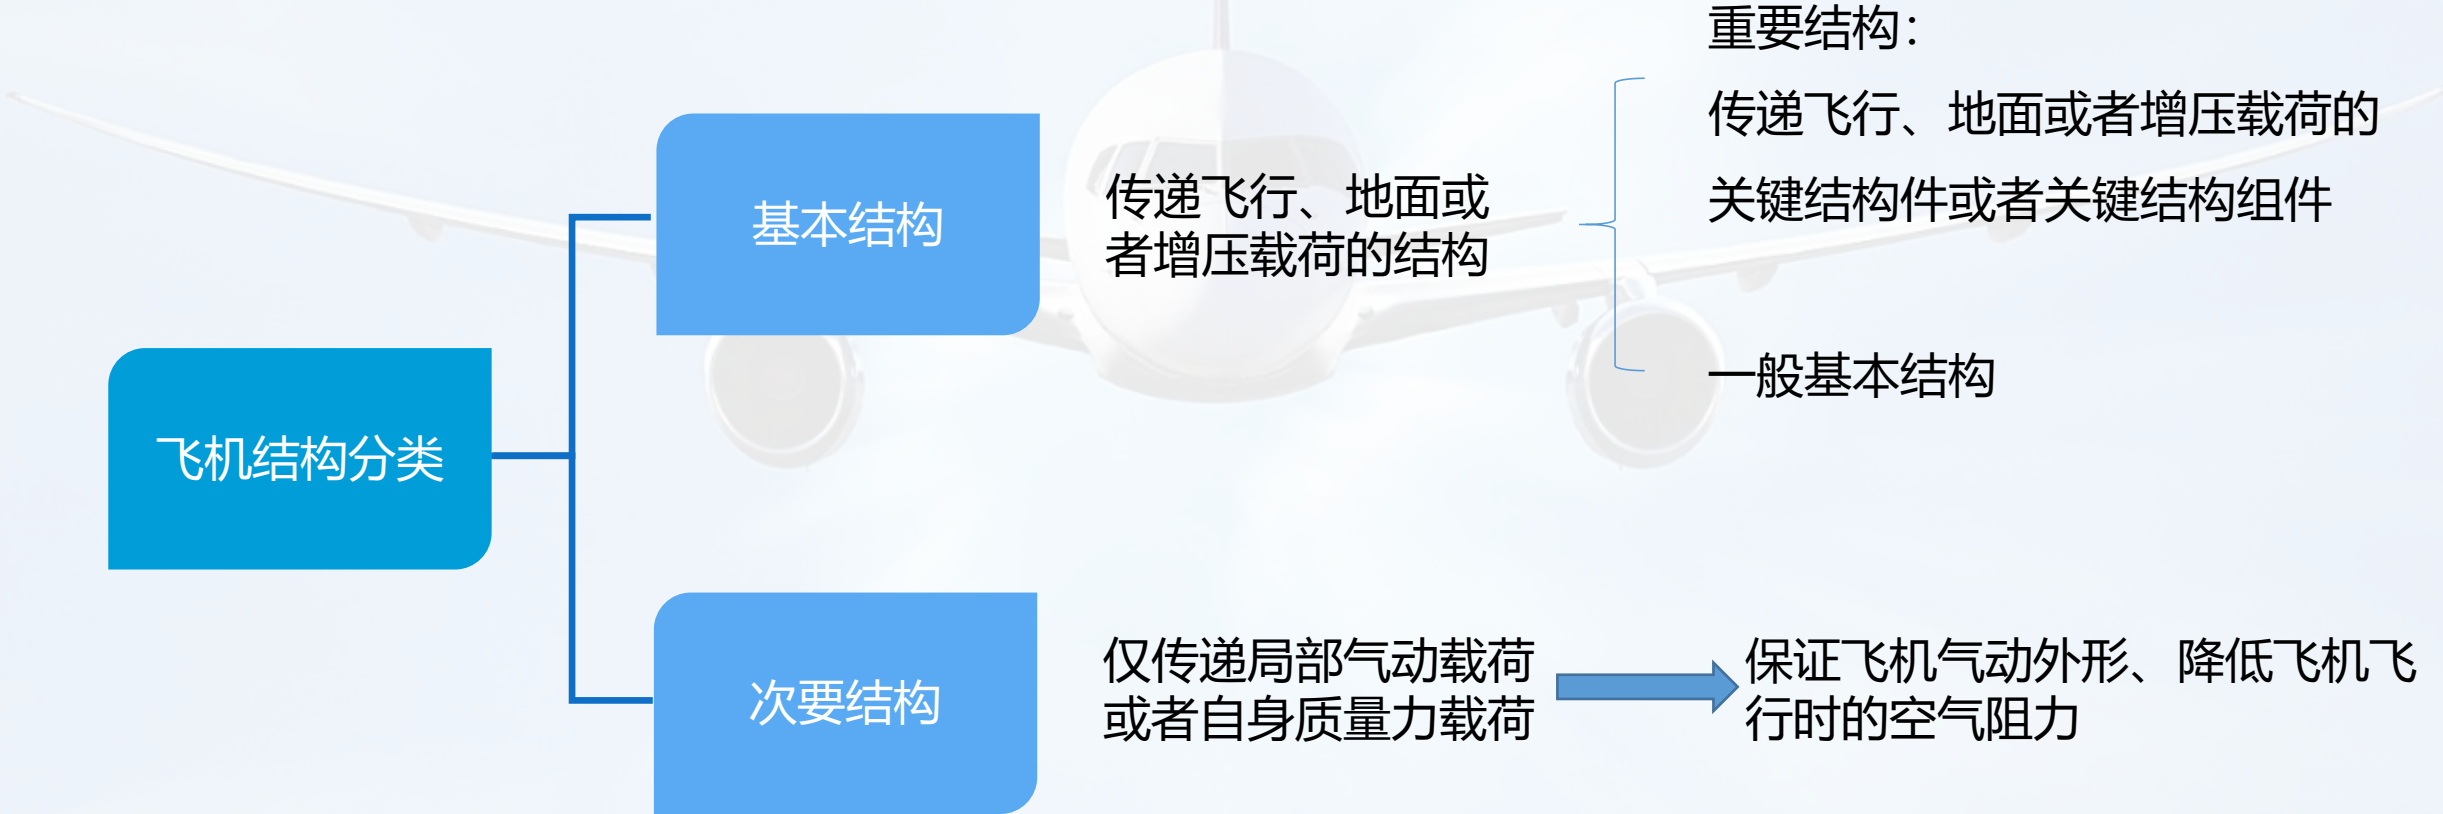 飞机结构分类
基本结构
传递飞行、地面或
者增压载荷的结构
重要结构：
传递飞行、地面或者增压载荷的
关键结构件或者关键结构组件
一般基本结构
次要结构
仅传递局部气动载荷
或者自身质量力载荷
保证飞机气动外形、降低飞机飞
行时的空气阻力